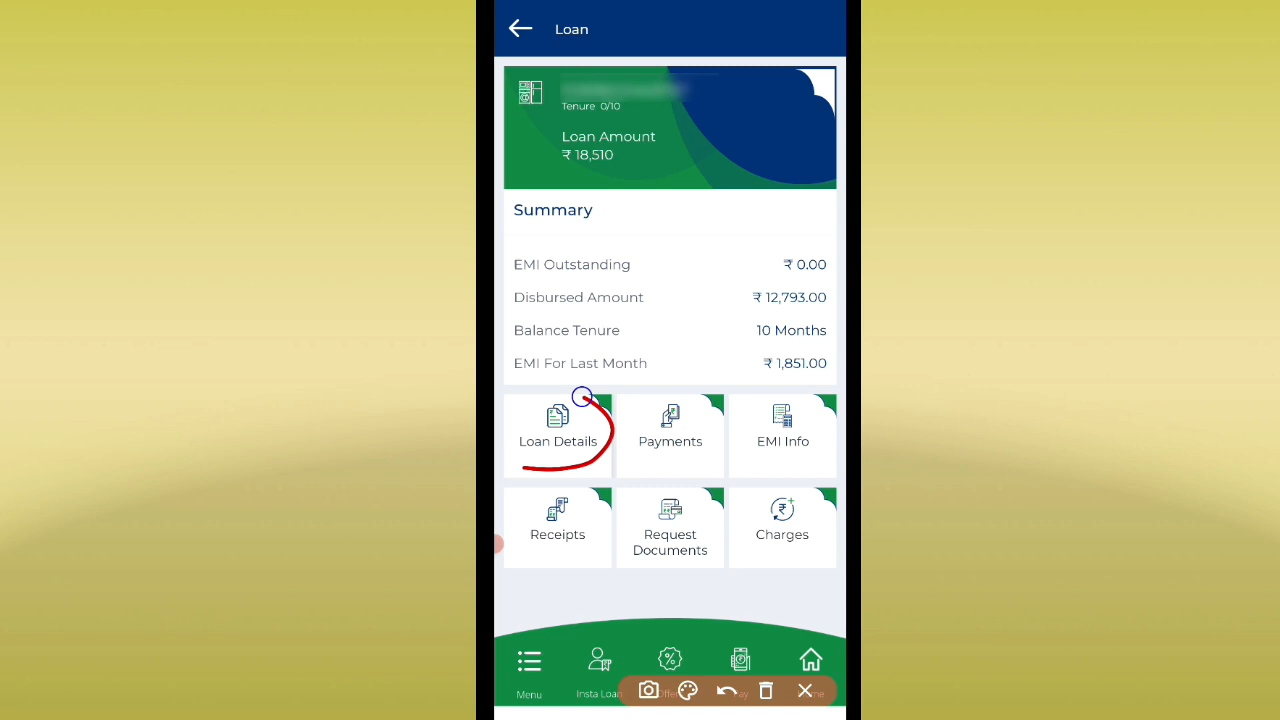 Loan
Tenure 0/10
Loan Amount
₹ 18,510
Summary
EMI Outstanding ₹ 0.00
Disbursed Amount ₹ 12,793.00
Balance Tenure 10 Months
EMI For Last Month ₹ 1,851.00
Loan Details Payments EMI Info
Receipts Request Documents Charges
Menu Insta Loan